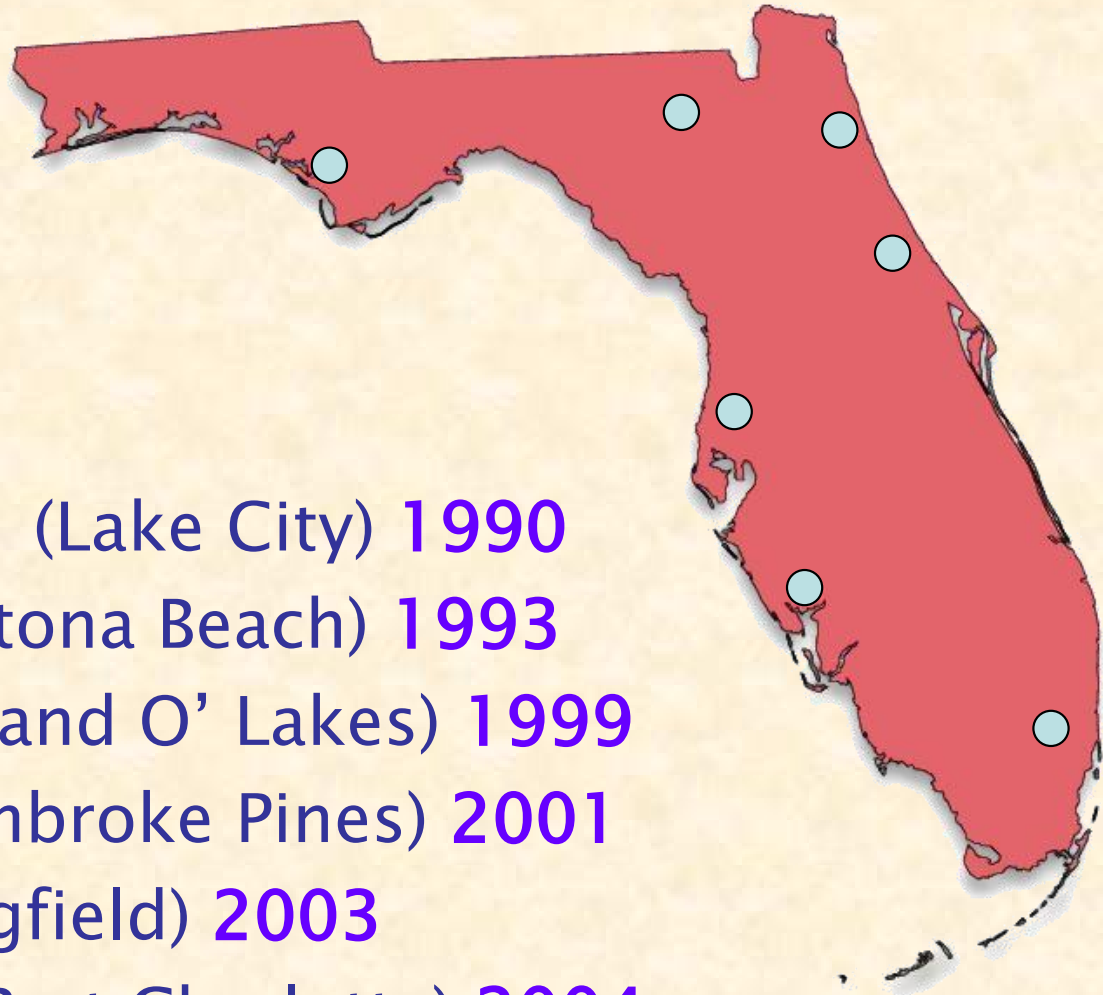 (Lake City) 1990
tona Beach) 1993
and O’ Lakes) 1999
nbroke Pines) 2001
gfield) 2003